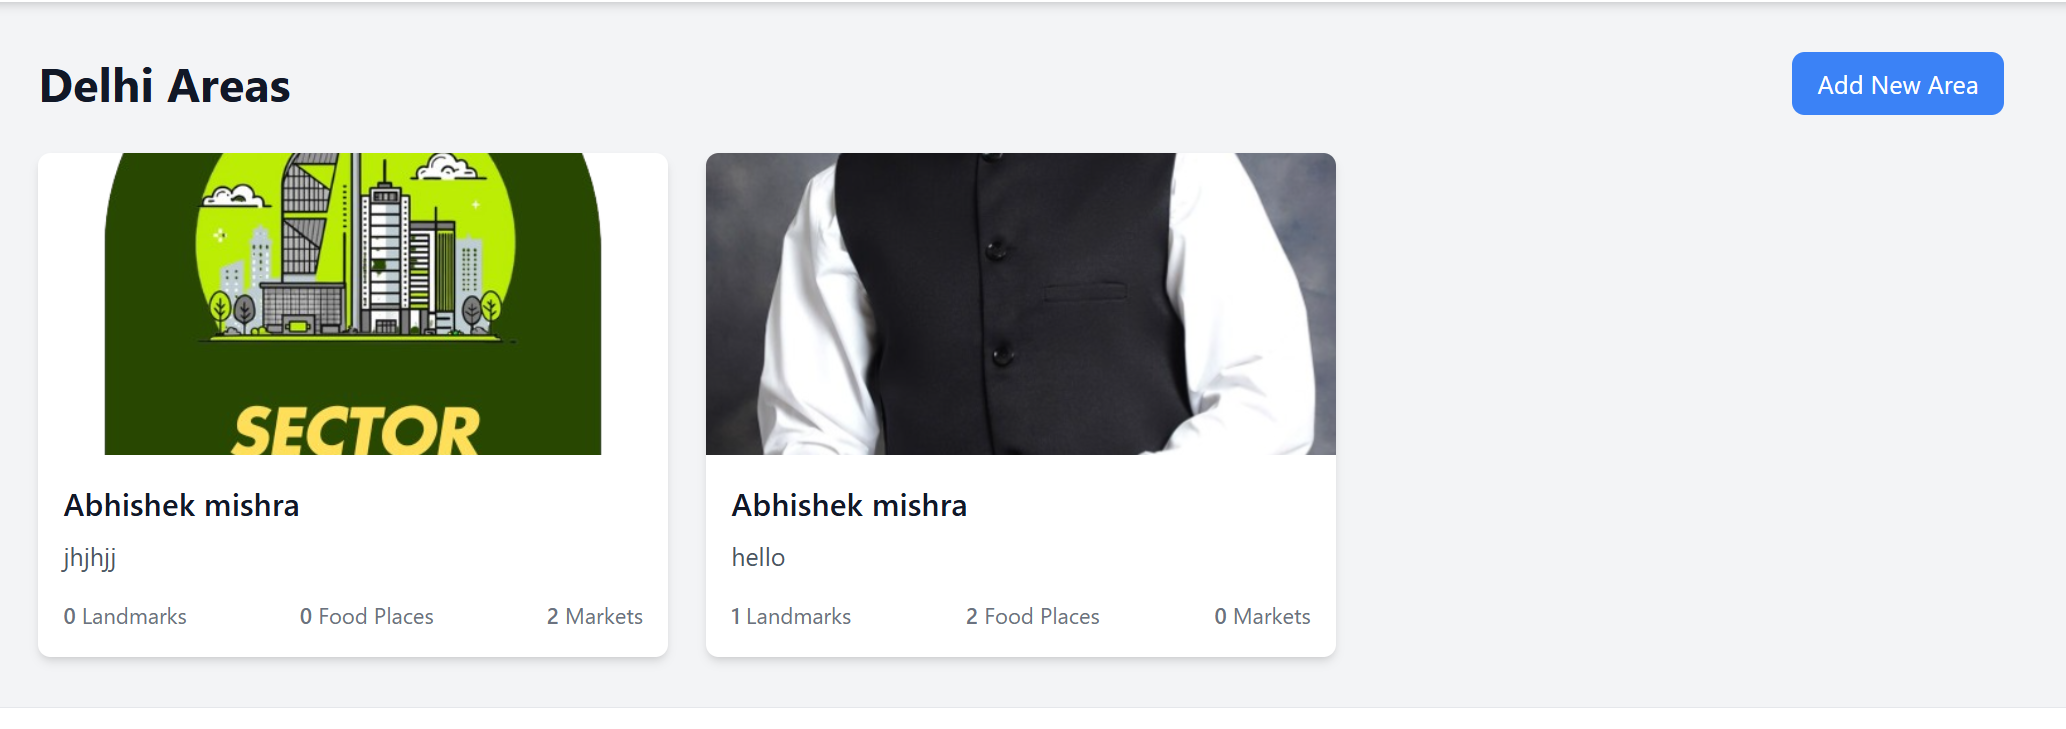 Delhi Areas
Add New Area
SECTOR
Abhishek mishra
jhjhjj
0 Landmarks 0 Food Places 2 Markets
Abhishek mishra
hello
1 Landmarks 2 Food Places 0 Markets